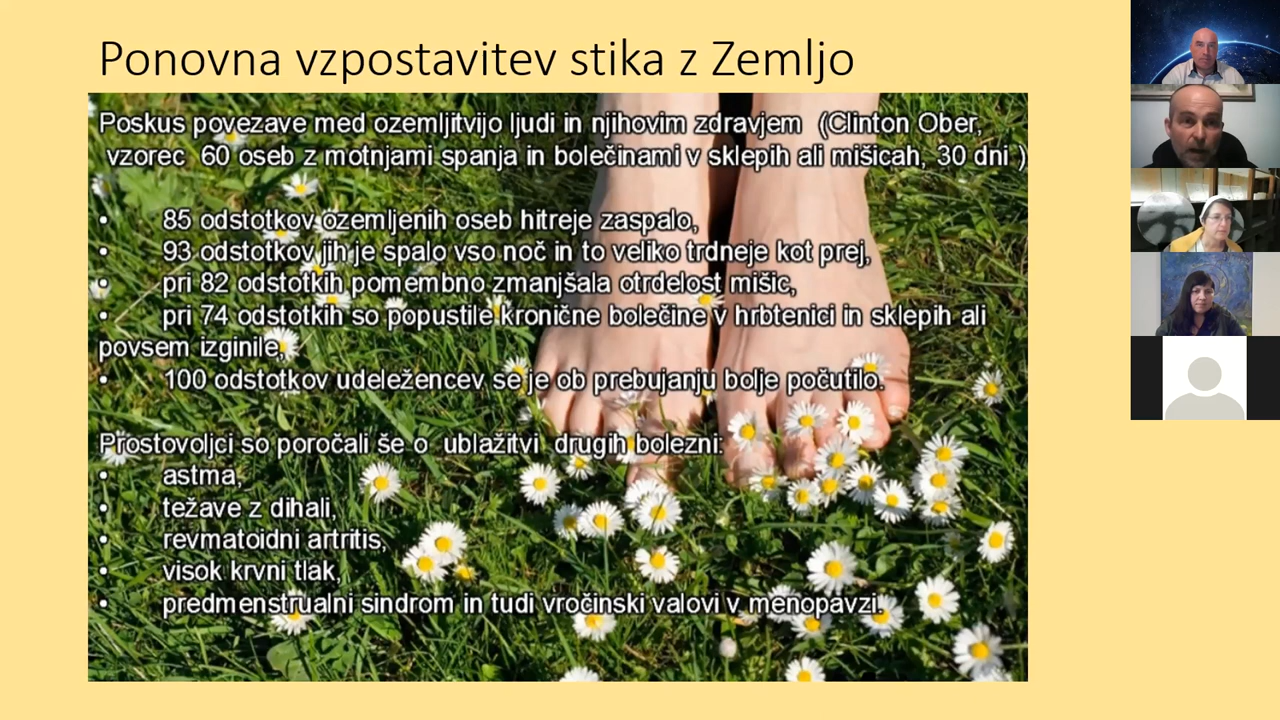 Ponovna vzpostavitev stika z Zemljo
Poskus povezave med ozemljitvijo ljudi in njihovim zdravjem (Clinton Ober,
vzorec 60 oseb z motnjami spanja in bolečinami v sklepih ali mišicah, 30 dni )
• 85 odstotkov ozemljenih oseb hitreje zaspalo,
• 93 odstotkov jih je spalo vso noč in to veliko trdneje kot prej,
• pri 82 odstotkih pomembno zmanjšala otrdelost mišic,
• pri 74 odstotkih so popustile kronične bolečine v hrbtenici in sklepih ali
povsem izginile,
• 100 odstotkov udeležencev se je ob prebujanju bolje počutilo.
Prostovoljci so poročali še o ublažitvi drugih bolezni:
• astma,
• težave z dihali,
• revmatoidni artritis,
• visok krvni tlak,
• predmenstrualni sindrom in tudi vročinski valovi v menopavzi.